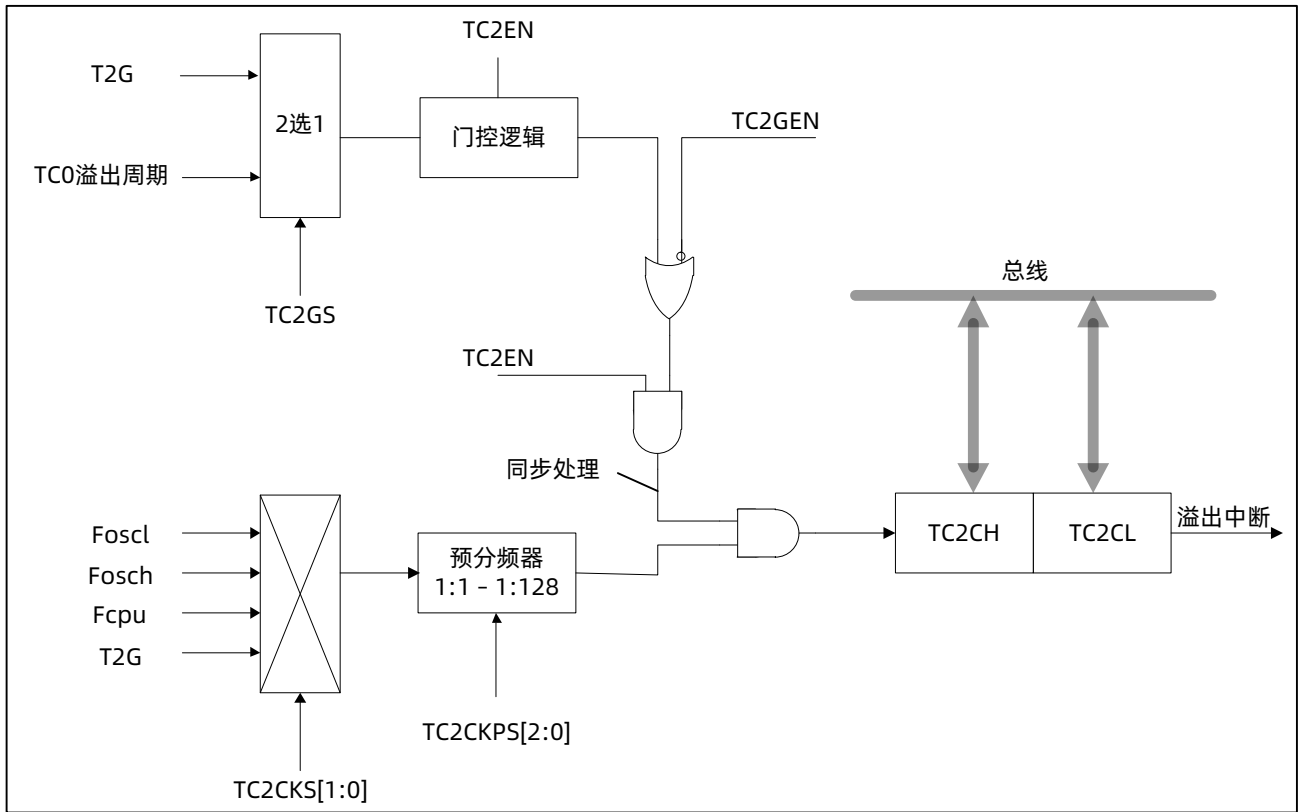 TC2EN
T2G
2选1
门控逻辑
TC2GEN
TC0溢出周期
TC2GS
总线
TC2EN
同步处理
Foscl
Fosch
Fcpu
T2G
预分频器
1:1 - 1:128
TC2CH
TC2CL
溢出中断
TC2CKPS[2:0]
TC2CKS[1:0]